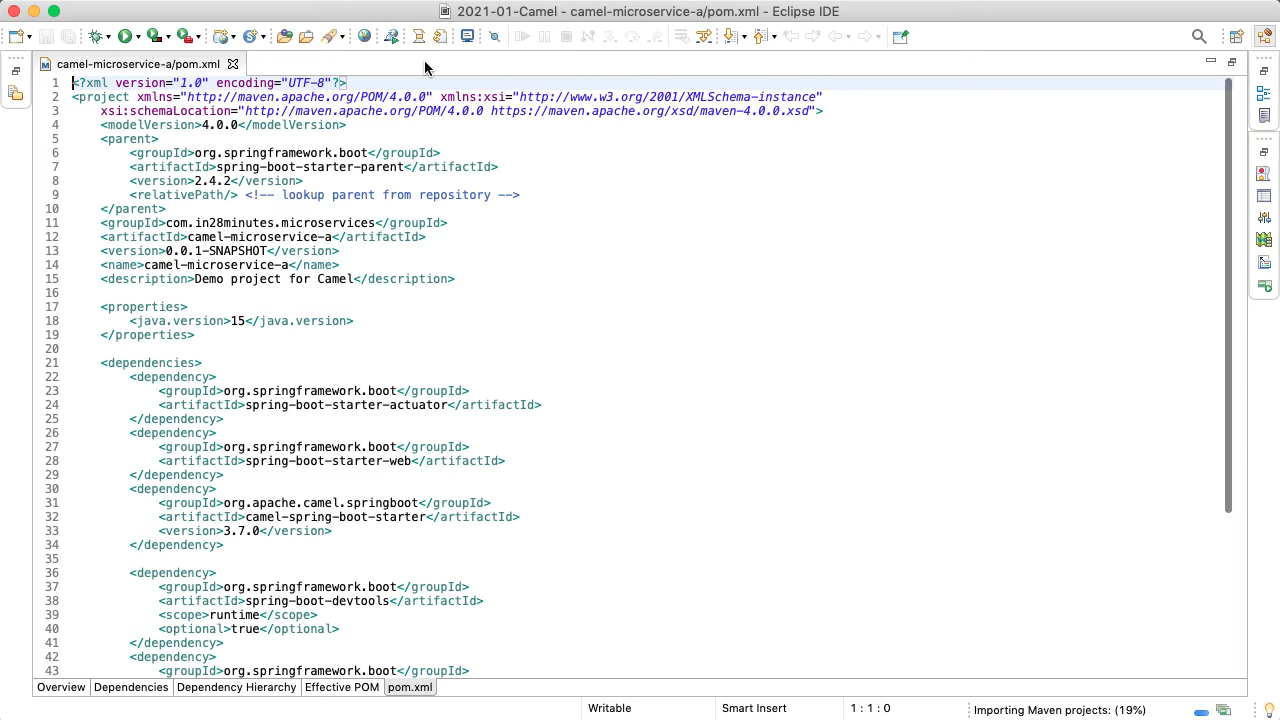 2021-01-Camel - camel-microservice-a/pom.xml - Eclipse IDE
camel-microservice-a/pom.xml
1 <?xml version="1.0" encoding="UTF-8"?>
2 <project xmlns="http://maven.apache.org/POM/4.0.0" xmlns:xsi="http://www.w3.org/2001/XMLSchema-instance"
3 xsi:schemaLocation="http://maven.apache.org/POM/4.0.0 https://maven.apache.org/xsd/maven-4.0.0.xsd">
4 <modelVersion>4.0.0</modelVersion>
5 <parent>
6 <groupId>org.springframework.boot</groupId>
7 <artifactId>spring-boot-starter-parent</artifactId>
8 <version>2.4.2</version>
9 <relativePath/> <!-- lookup parent from repository -->
10 </parent>
11 <groupId>com.in28minutes.microservices</groupId>
12 <artifactId>camel-microservice-a</artifactId>
13 <version>0.0.1-SNAPSHOT</version>
14 <name>camel-microservice-a</name>
15 <description>Demo project for Camel</description>
16
17 <properties>
18 <java.version>15</java.version>
19 </properties>
20
21 <dependencies>
22 <dependency>
23 <groupId>org.springframework.boot</groupId>
24 <artifactId>spring-boot-starter-actuator</artifactId>
25 </dependency>
26 <dependency>
27 <groupId>org.springframework.boot</groupId>
28 <artifactId>spring-boot-starter-web</artifactId>
29 </dependency>
30 <dependency>
31 <groupId>org.apache.camel.springboot</groupId>
32 <artifactId>camel-spring-boot-starter</artifactId>
33 <version>3.7.0</version>
34 </dependency>
35
36 <dependency>
37 <groupId>org.springframework.boot</groupId>
38 <artifactId>spring-boot-devtools</artifactId>
39 <scope>runtime</scope>
40 <optional>true</optional>
41 </dependency>
42 <dependency>
43 <groupId>org.springframework.boot</groupId>
Overview Dependencies Dependency Hierarchy Effective POM pom.xml
Writable Smart Insert 1 : 1 : 0 Importing Maven projects: (19%)